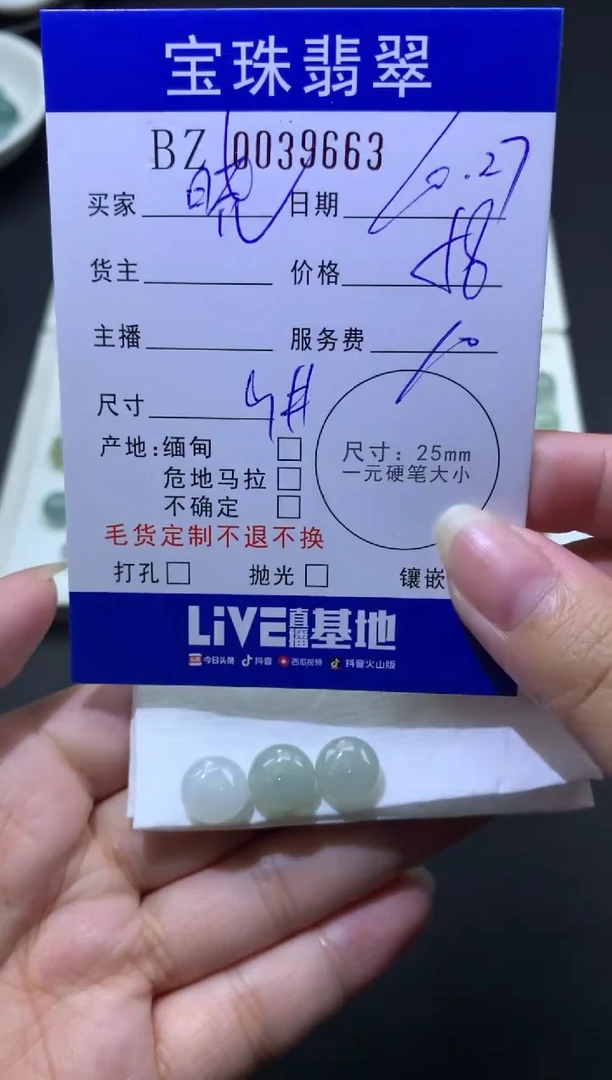 宝珠翡翠
BZ 0039663
买家 晓 日期 10.27
货主 价格
主播 服务费 10
尺寸
产地:缅甸
危地马拉
不确定
尺寸：25mm
一元硬笔大小
毛货定制不退不换
打孔 抛光 镶嵌
LiVE直播基地
今日头条 抖音 西瓜视频 抖音火山版